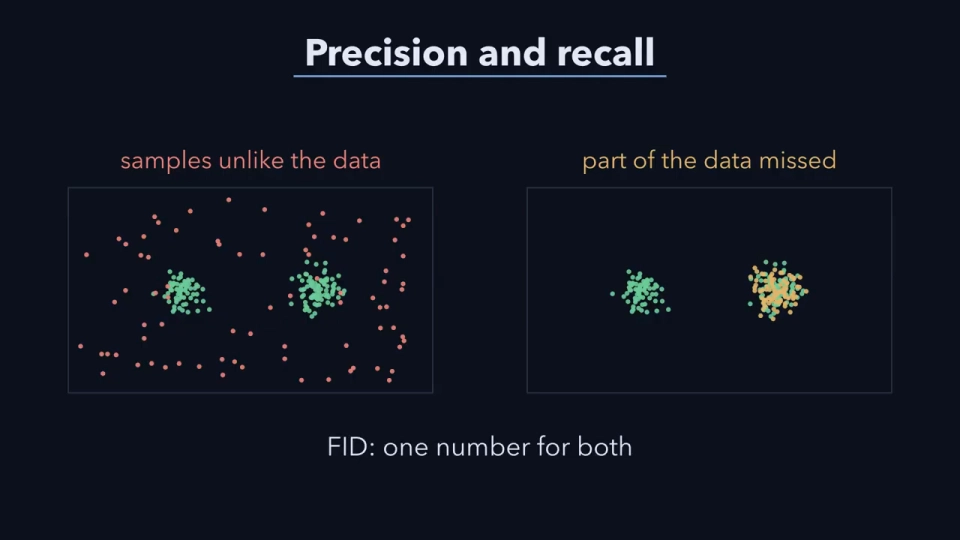 Precision and recall
samples unlike the data
part of the data missed
FID: one number for both